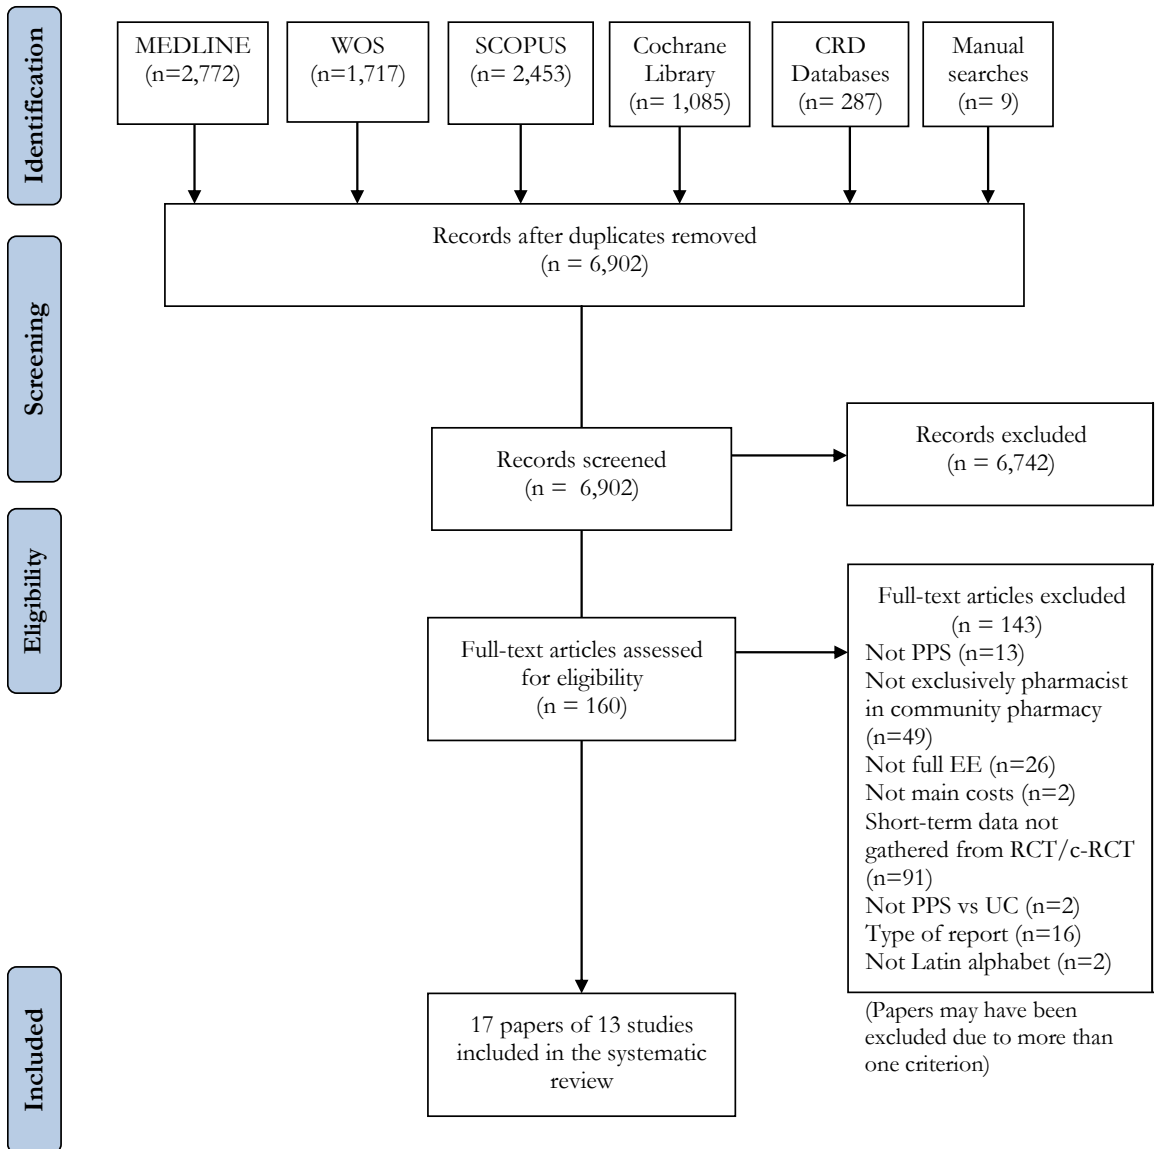 Identification
MEDLINE
(n=2,772)
WOS
(n=1,717)
SCOPUS
(n= 2,453)
Cochrane
Library
(n= 1,085)
CRD
Databases
(n= 287)
Manual
searches
(n= 9)
Records after duplicates removed
(n = 6,902)
Screening
Records screened
(n =  6,902)
Records excluded
(n = 6,742)
Eligibility
Full-text articles assessed
for eligibility
(n = 160)
Full-text articles excluded
(n = 143)
Not PPS (n=13)
Not exclusively pharmacist
in community pharmacy
(n=49)
Not full EE (n=26)
Not main costs (n=2)
Short-term data not
gathered from RCT/c-RCT
(n=91)
Not PPS vs UC (n=2)
Type of report (n=16)
Not Latin alphabet (n=2)
(Papers may have been
excluded due to more than
one criterion)
Included
17 papers of 13 studies
included in the systematic
review